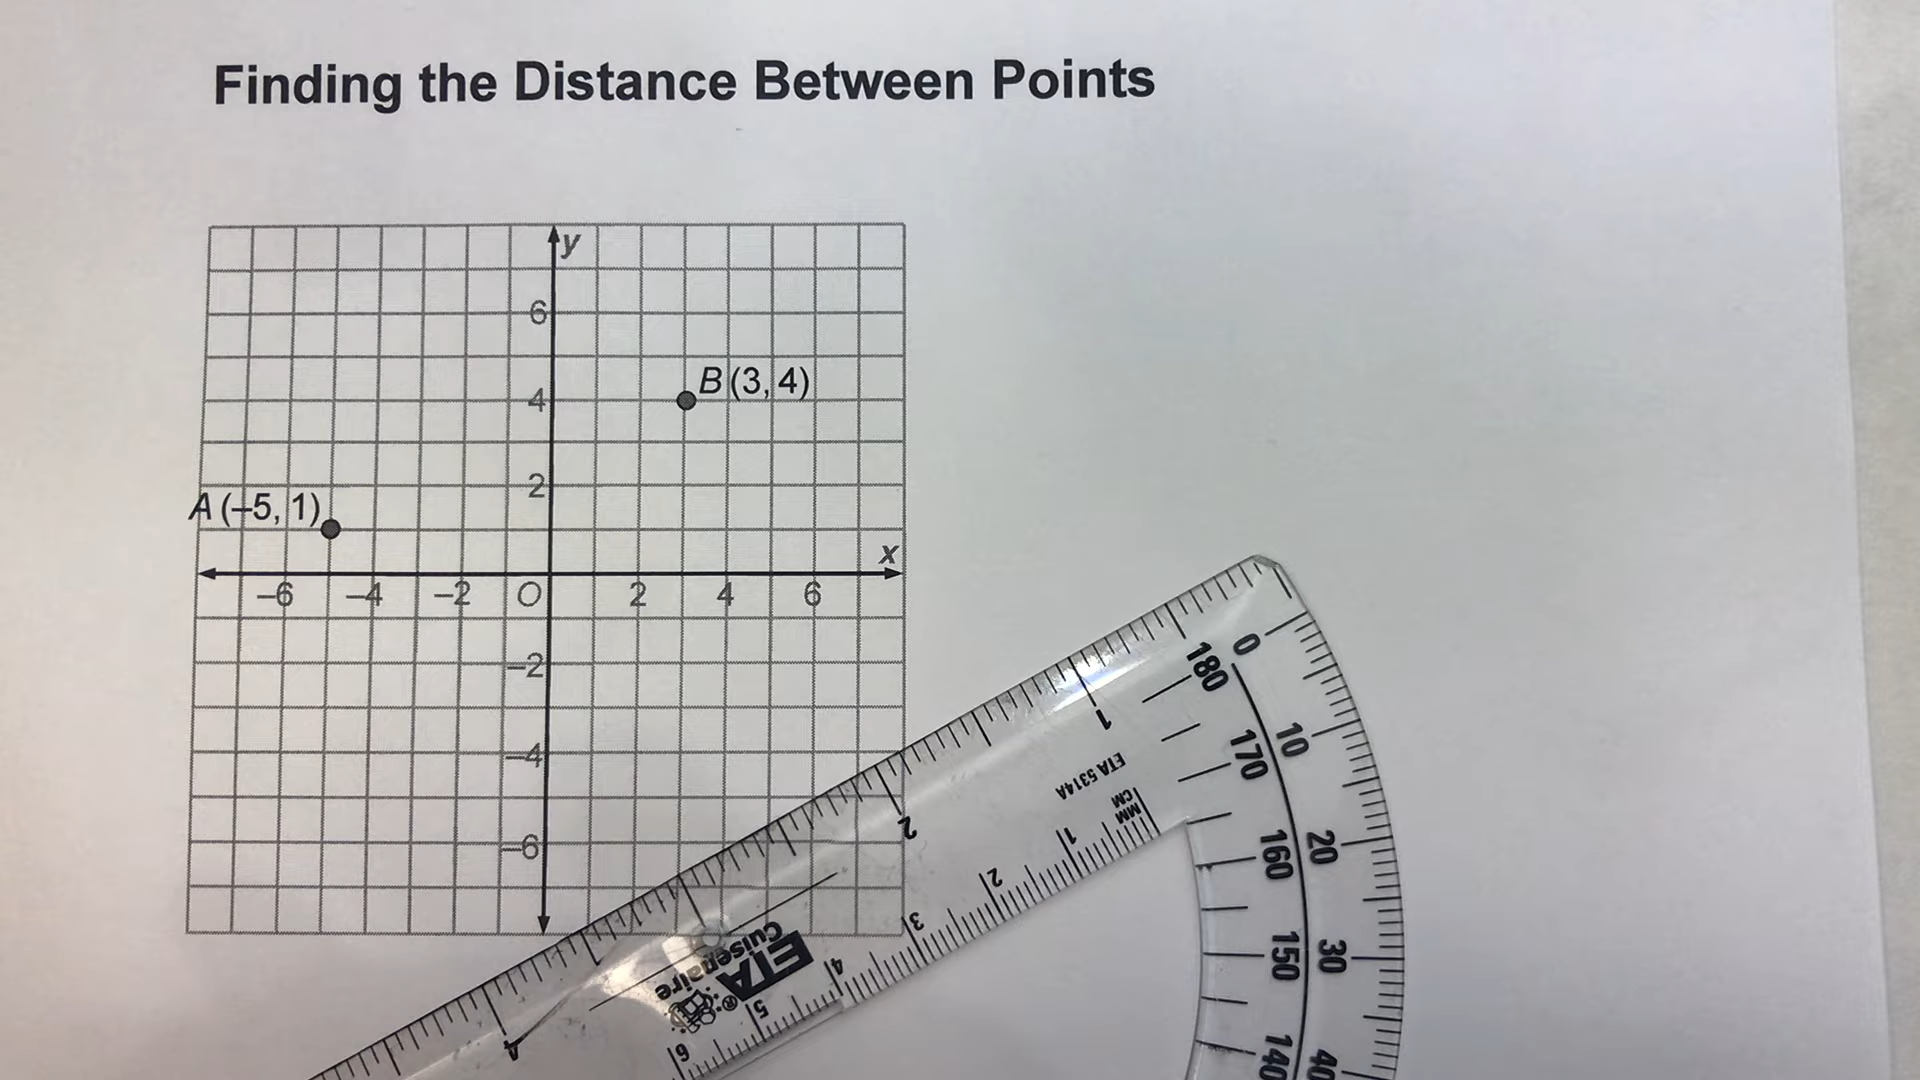 Finding the Distance Between Points
y
6
B (3, 4)
4
2
A (–5, 1)
x
–6 –4 –2 O 2 4 6
–2
–4
–6
0 10 20 30 40
180 170 160 150 140
1 2 4
ETA 5314A
MM
CM
1 2 3 4 5 6
ETA
Cuisenaire
®